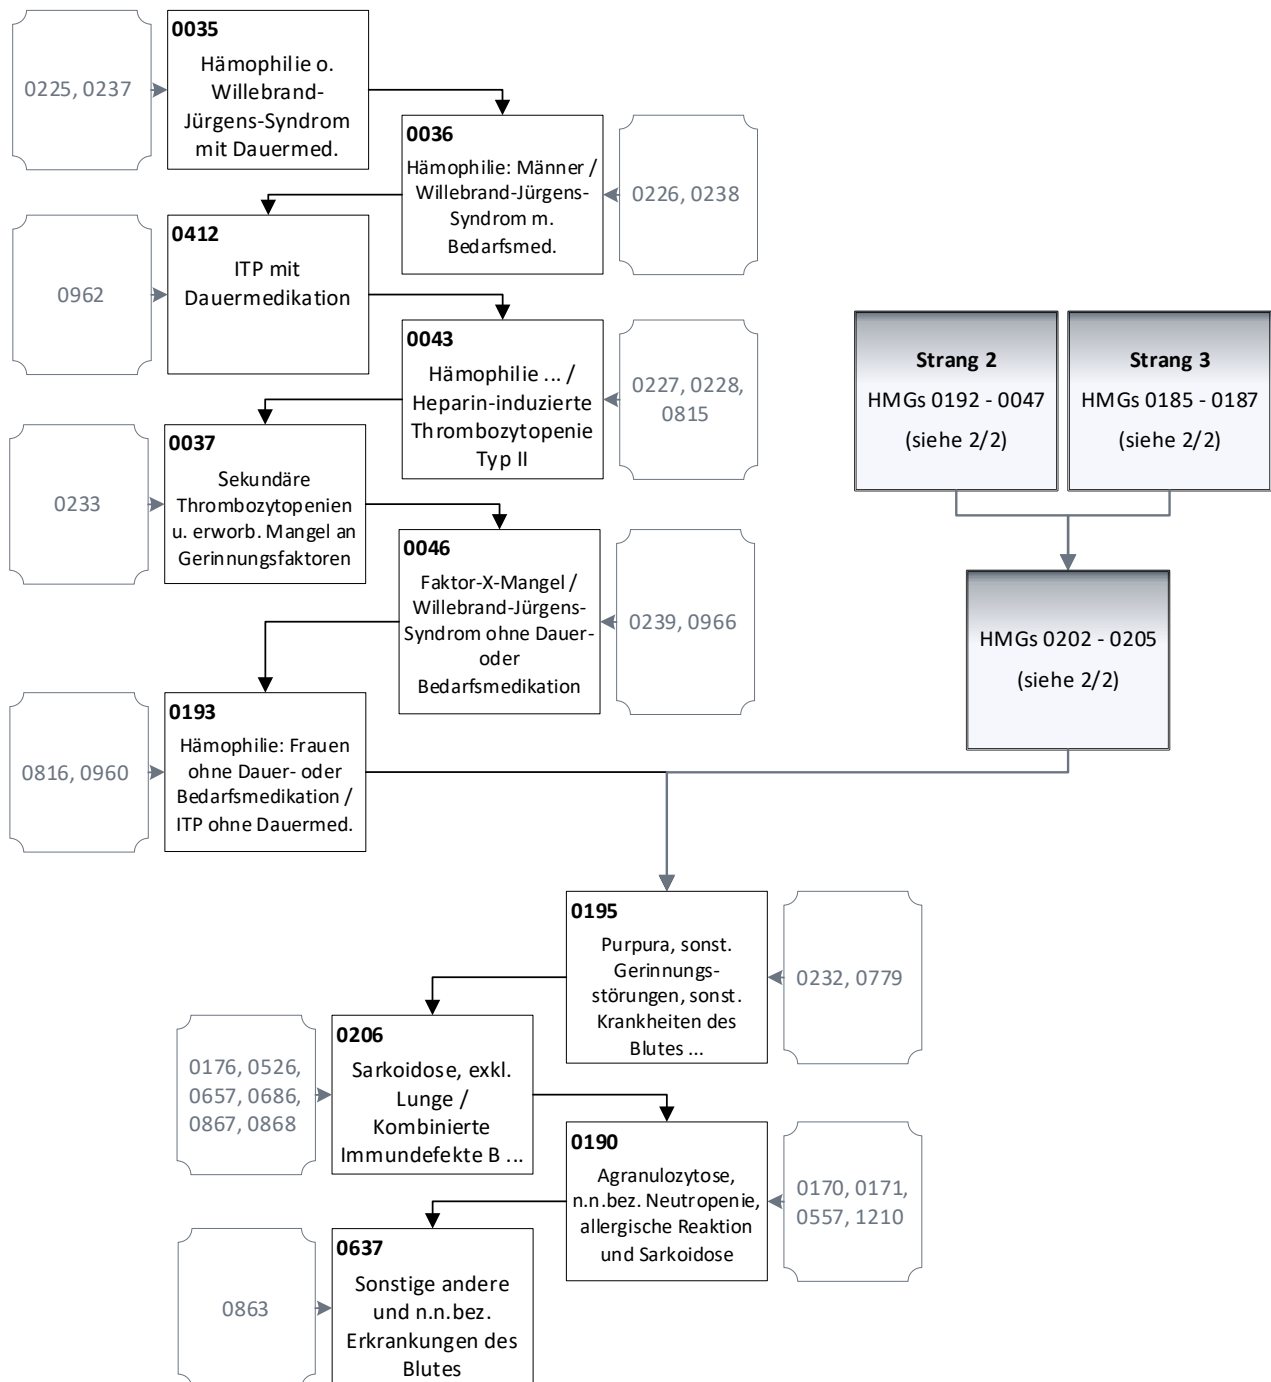 0035
Hämophilie o.
Willebrand-
Jürgens-Syndrom
mit Dauermed.
0225, 0237
0036
Hämophilie: Männer /
Willebrand-Jürgens-
Syndrom m.
Bedarfsmed.
0226, 0238
0412
ITP mit
Dauermedikation
0962
0043
Hämophilie ... /
Heparin-induzierte
Thrombozytopenie
Typ II
0227, 0228,
0815
0037
Sekundäre
Thrombozytopenien
u. erworb. Mangel an
Gerinnungsfaktoren
0233
0046
Faktor-X-Mangel /
Willebrand-Jürgens-
Syndrom ohne Dauer-
oder
Bedarfsmedikation
0239, 0966
0193
Hämophilie: Frauen
ohne Dauer- oder
Bedarfsmedikation /
ITP ohne Dauermed.
0816, 0960
Strang 2
HMGs 0192 - 0047
(siehe 2/2)
Strang 3
HMGs 0185 - 0187
(siehe 2/2)
HMGs 0202 - 0205
(siehe 2/2)
0195
Purpura, sonst.
Gerinnungs-
störungen, sonst.
Krankheiten des
Blutes ...
0232, 0779
0206
Sarkoidose, exkl.
Lunge /
Kombinierte
Immundefekte B ...
0176, 0526,
0657, 0686,
0867, 0868
0190
Agranulozytose,
n.n.bez. Neutropenie,
allergische Reaktion
und Sarkoidose
0170, 0171,
0557, 1210
0637
Sonstige andere
und n.n.bez.
Erkrankungen des
Blutes
0863